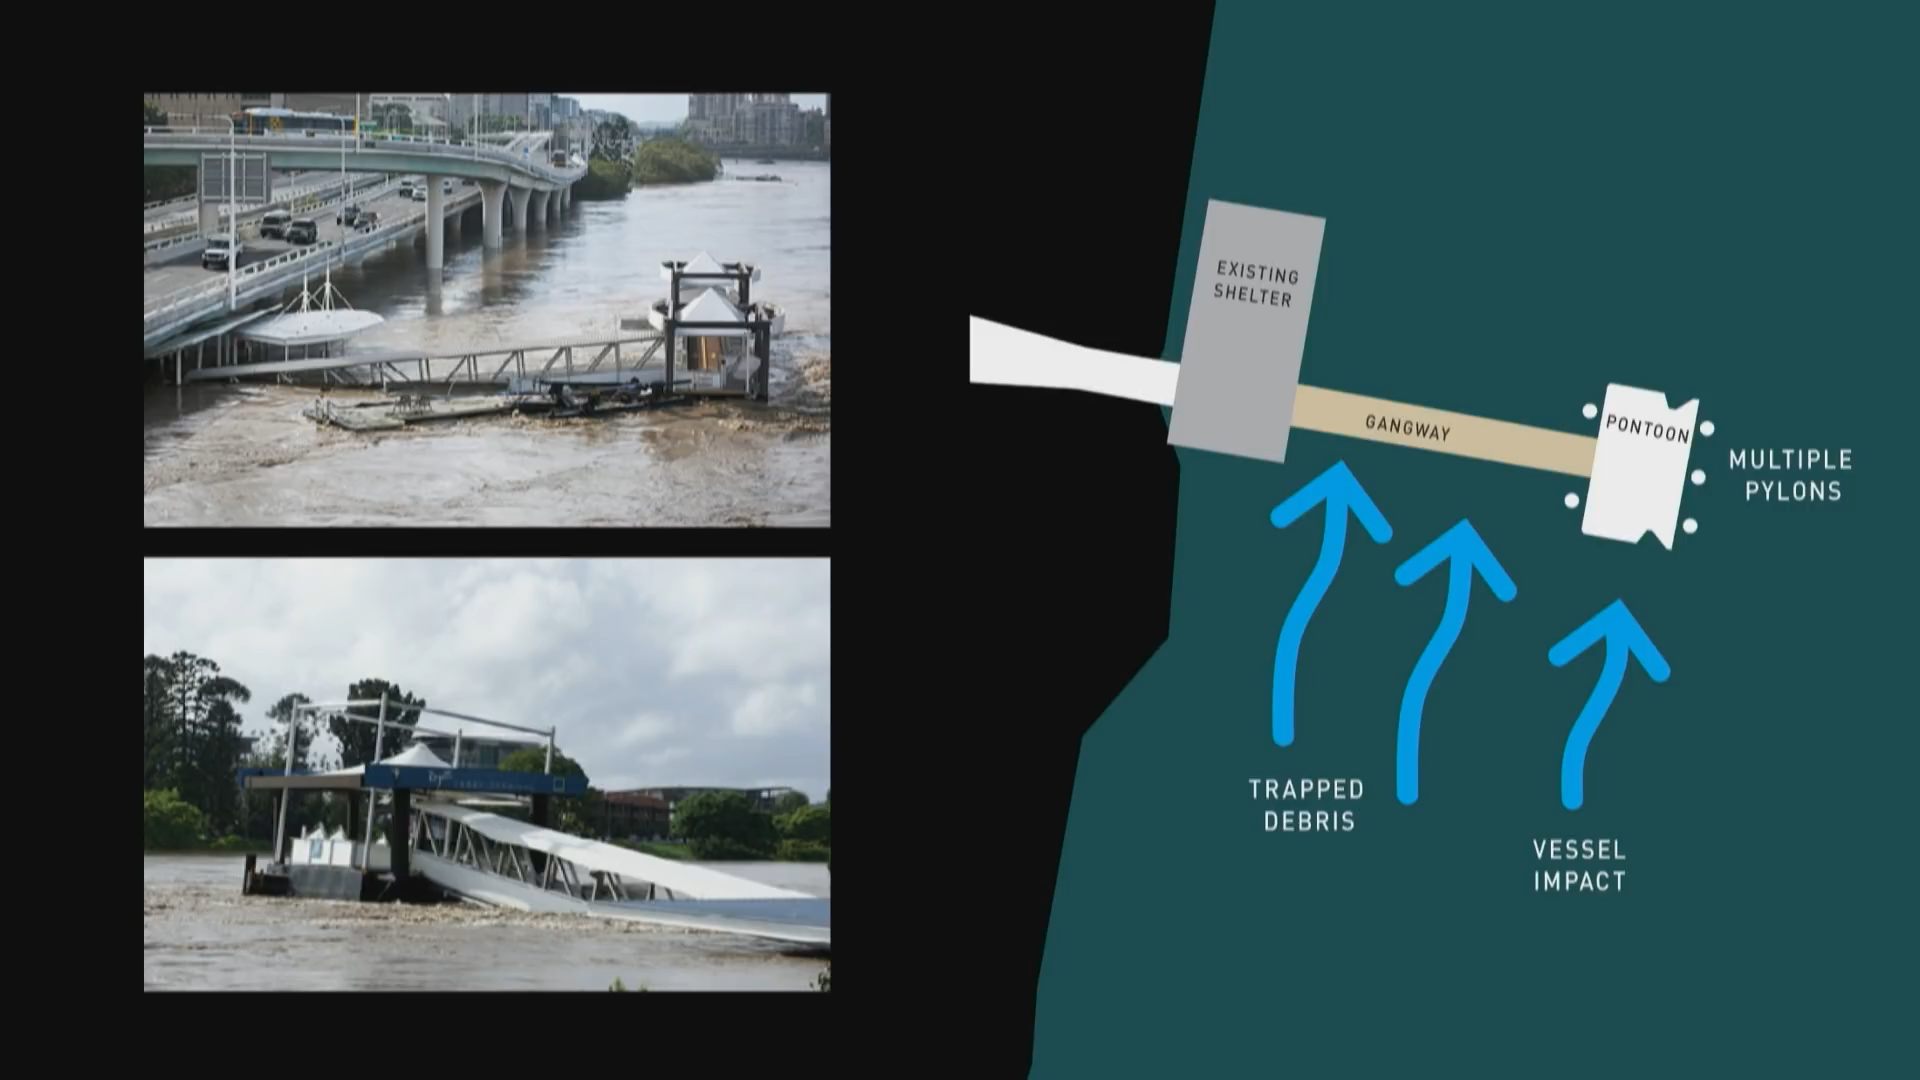 EXISTING
SHELTER
GANGWAY
PONTOON
MULTIPLE
PYLONS
TRAPPED
DEBRIS
VESSEL
IMPACT